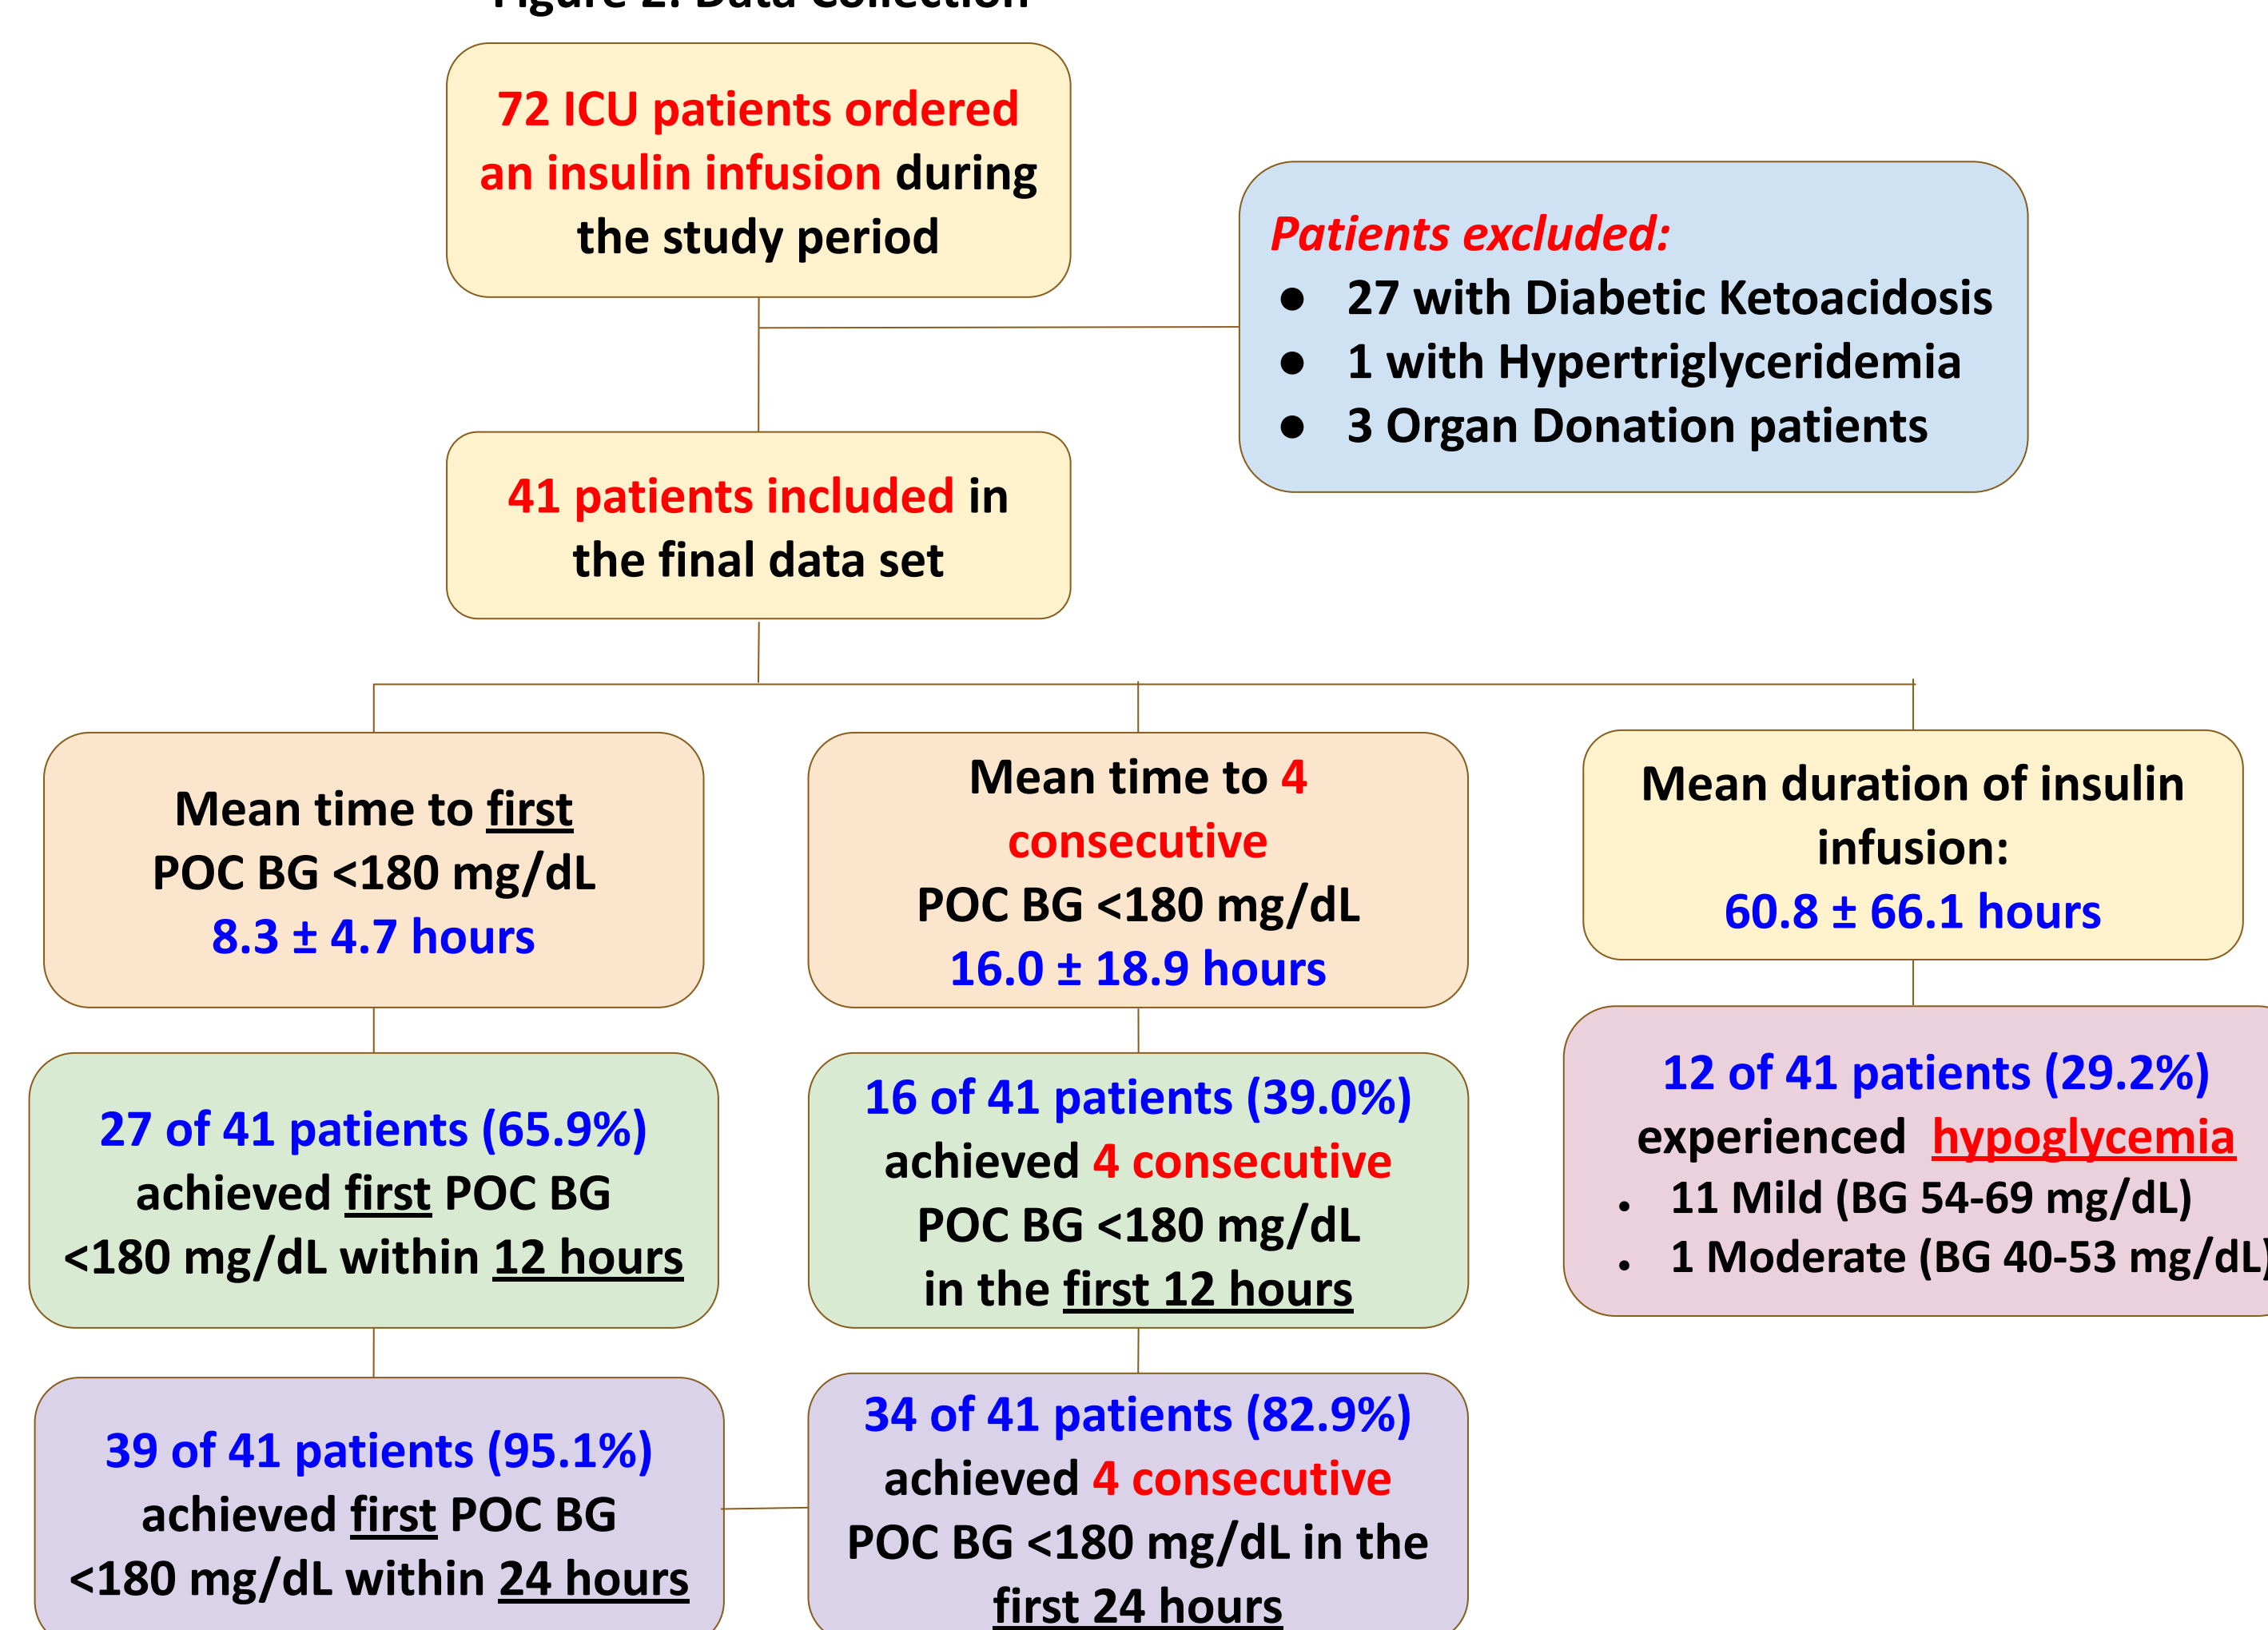 Figure 2. Data Collection
72 ICU patients ordered
an insulin infusion during
the study period
Patients excluded:
● 27 with Diabetic Ketoacidosis
● 1 with Hypertriglyceridemia
● 3 Organ Donation patients
41 patients included in
the final data set
Mean time to first
POC BG <180 mg/dL
8.3 ± 4.7 hours
Mean time to 4
consecutive
POC BG <180 mg/dL
16.0 ± 18.9 hours
Mean duration of insulin
infusion:
60.8 ± 66.1 hours
27 of 41 patients (65.9%)
achieved first POC BG
<180 mg/dL within 12 hours
16 of 41 patients (39.0%)
achieved 4 consecutive
POC BG <180 mg/dL
in the first 12 hours
12 of 41 patients (29.2%)
experienced hypoglycemia
• 11 Mild (BG 54-69 mg/dL)
• 1 Moderate (BG 40-53 mg/dL)
39 of 41 patients (95.1%)
achieved first POC BG
<180 mg/dL within 24 hours
34 of 41 patients (82.9%)
achieved 4 consecutive
POC BG <180 mg/dL in the
first 24 hours